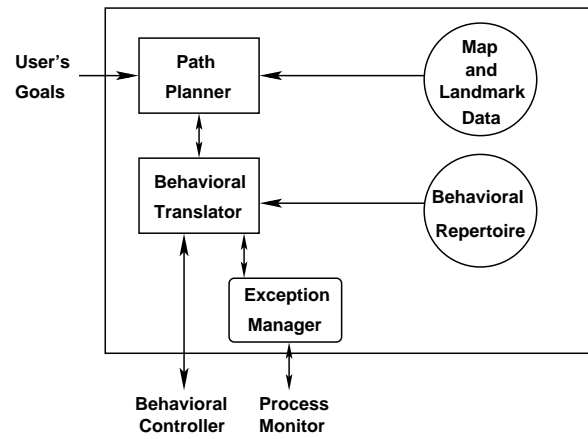 User's
Goals
Path
Planner
Map
and
Landmark
Data
Behavioral
Translator
Behavioral
Repertoire
Exception
Manager
Behavioral
Controller
Process
Monitor